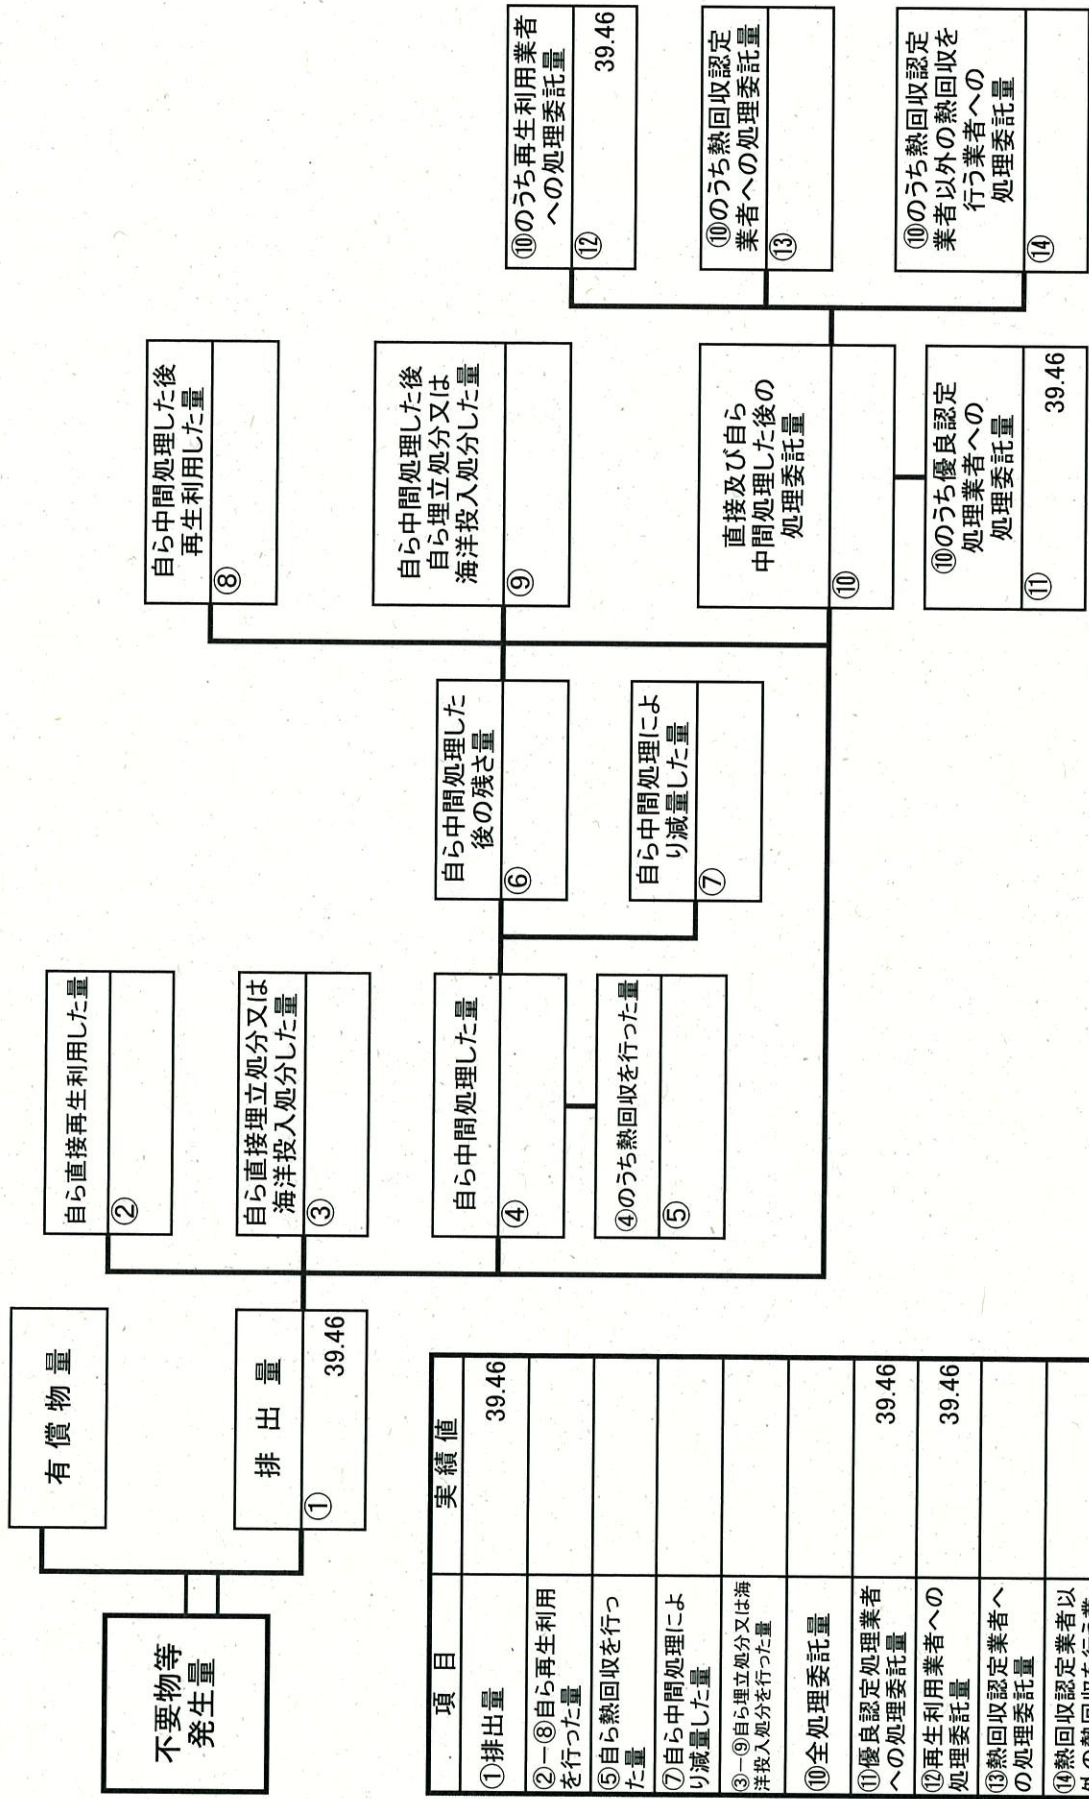 不要物等
発生量
有償物量
排出量
①
39.46
自ら直接再生利用した量
②
自ら直接埋立処分又は
海洋投入処分した量
③
自ら中間処理した量
④
④のうち熱回収を行った量
⑤
自ら中間処理した
後の残さ量
⑥
自ら中間処理によ
り減量した量
⑦
自ら中間処理した後
再生利用した量
⑧
自ら中間処理した後
自ら埋立処分又は
海洋投入処分した量
⑨
直接及び自ら
中間処理した後の
処理委託量
⑩
⑩のうち優良認定
処理業者への
処理委託量
⑪
39.46
⑩のうち再生利用業者
への処理委託量
⑫
39.46
⑩のうち熱回収認定
業者への処理委託量
⑬
⑩のうち熱回収認定
業者以外の熱回収を
行う業者への
処理委託量
⑭
項目 実績値
①排出量 39.46
②-⑧自ら再生利用
を行った量
⑤自ら熱回収を行っ
た量
⑦自ら中間処理によ
り減量した量
③-⑨自ら埋立処分又は海
洋投入処分を行った量
⑩全処理委託量
⑪優良認定処理業者
への処理委託量 39.46
⑫再生利用業者への
処理委託量 39.46
⑬熱回収認定業者へ
の処理委託量
⑭熱回収認定業者以